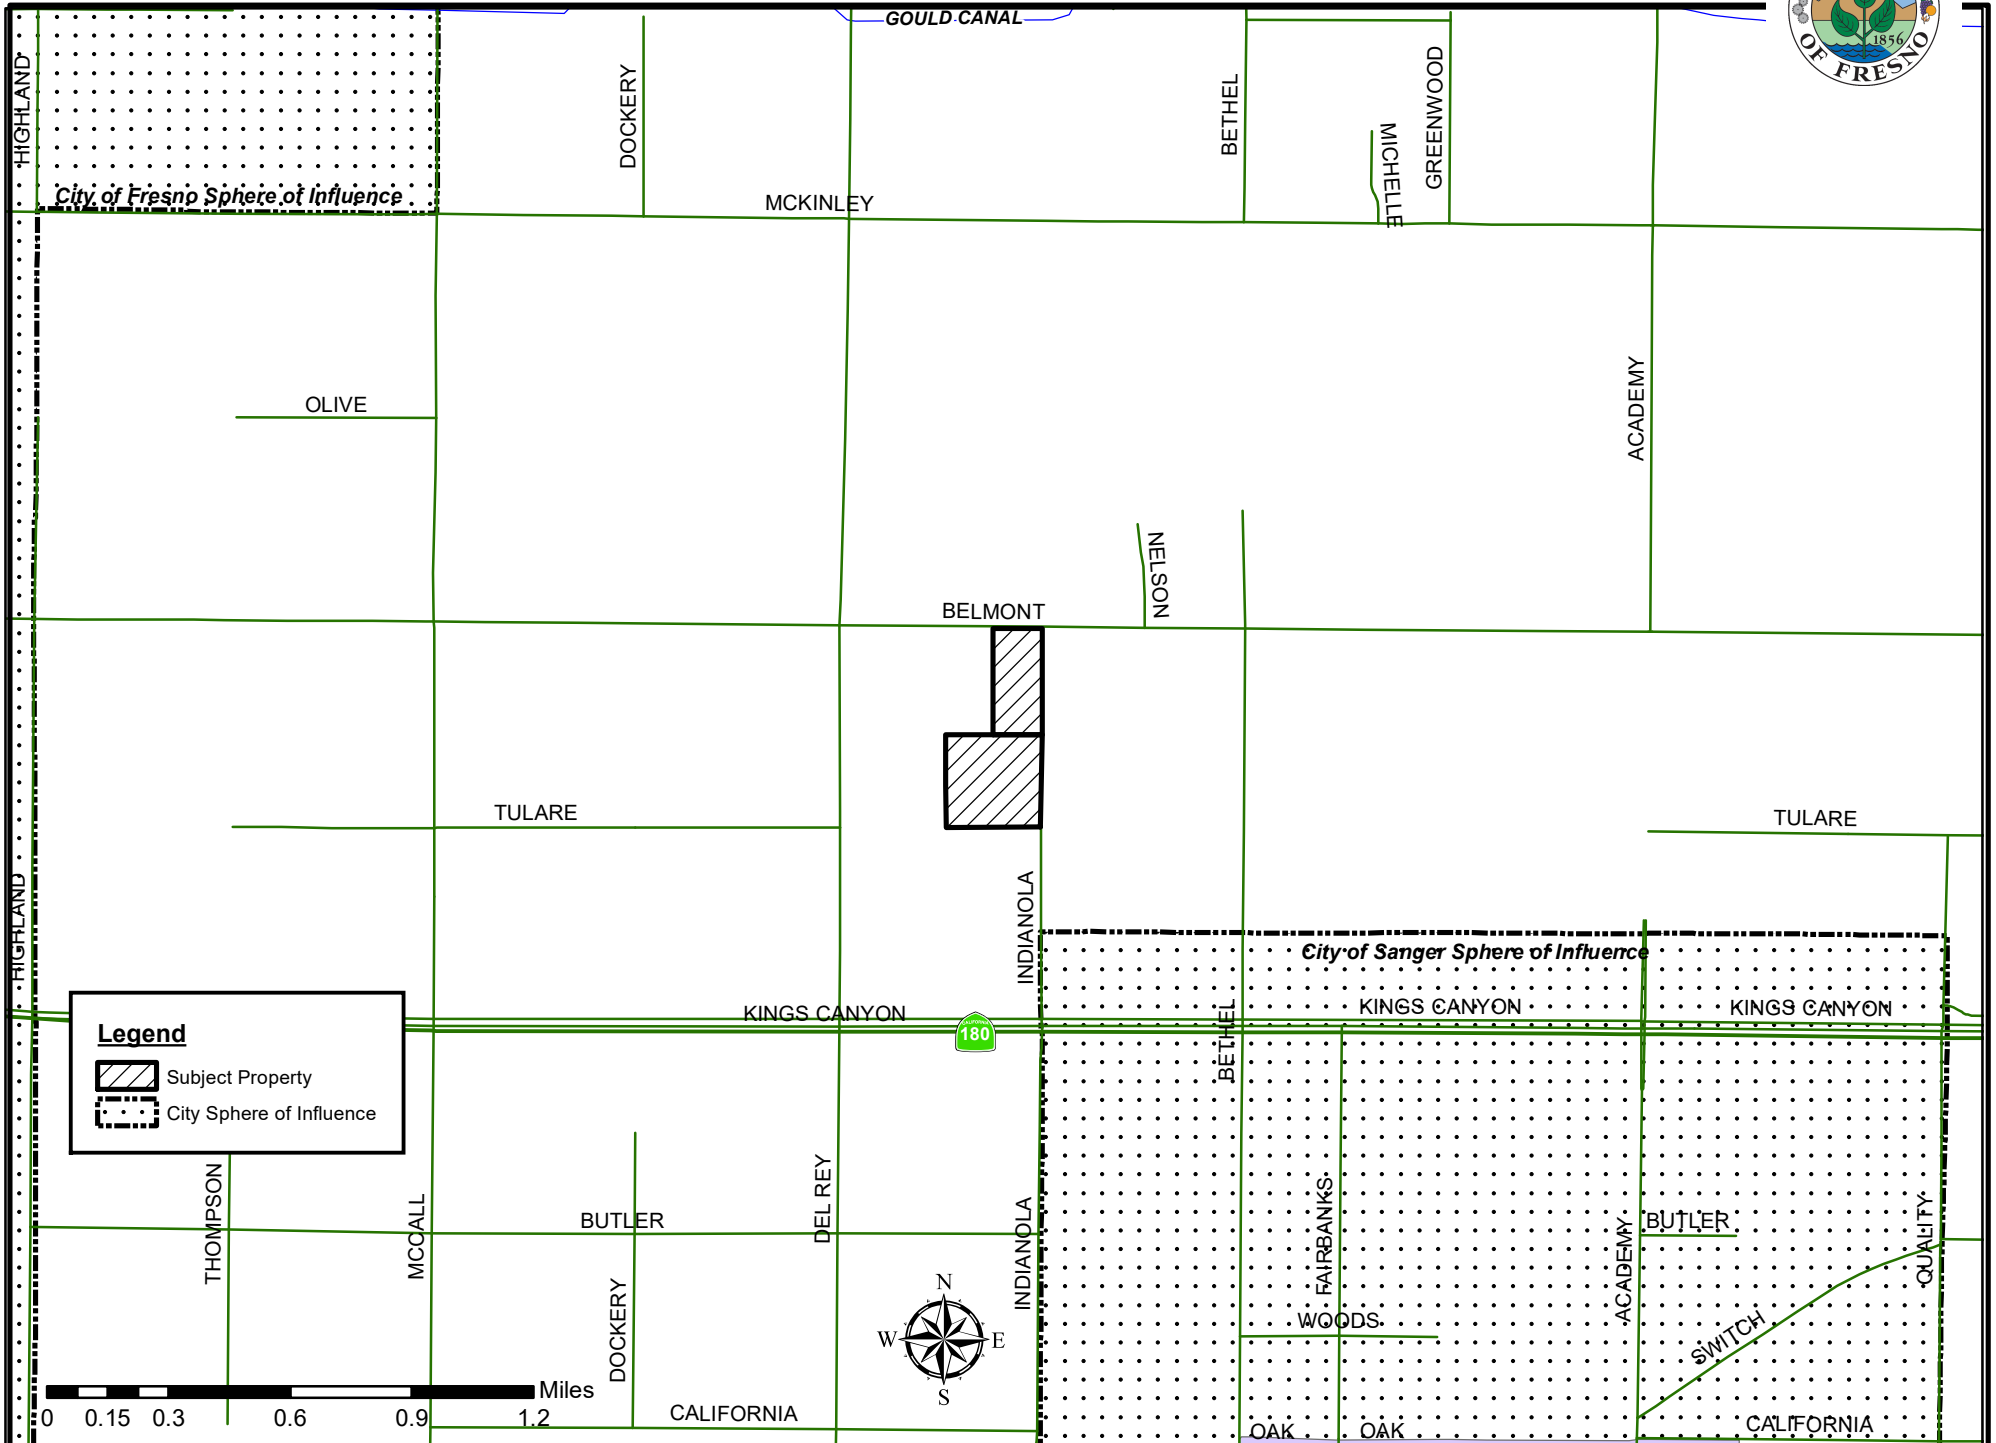 GOULD CANAL
1856
OF FRESNO
HIGHLAND
DOCKERY
BETHEL
GREENWOOD
MICHELLE
City of Fresno Sphere of Influence
MCKINLEY
OLIVE
ACADEMY
NELSON
BELMONT
TULARE
TULARE
HIGHLAND
INDIANOLA
City of Sanger Sphere of Influence
KINGS CANYON
KINGS CANYON
KINGS CANYON
180
BETHEL
Legend
Subject Property
City Sphere of Influence
THOMPSON
MCCALL
BUTLER
DEL REY
INDIANOLA
FAIRBANKS
ACADEMY
BUTLER
QUALITY
DOCKERY
N
W
E
S
WOODS
SWITCH
Miles
0 0.15 0.3 0.6 0.9 1.2
CALIFORNIA
OAK
OAK
CALIFORNIA